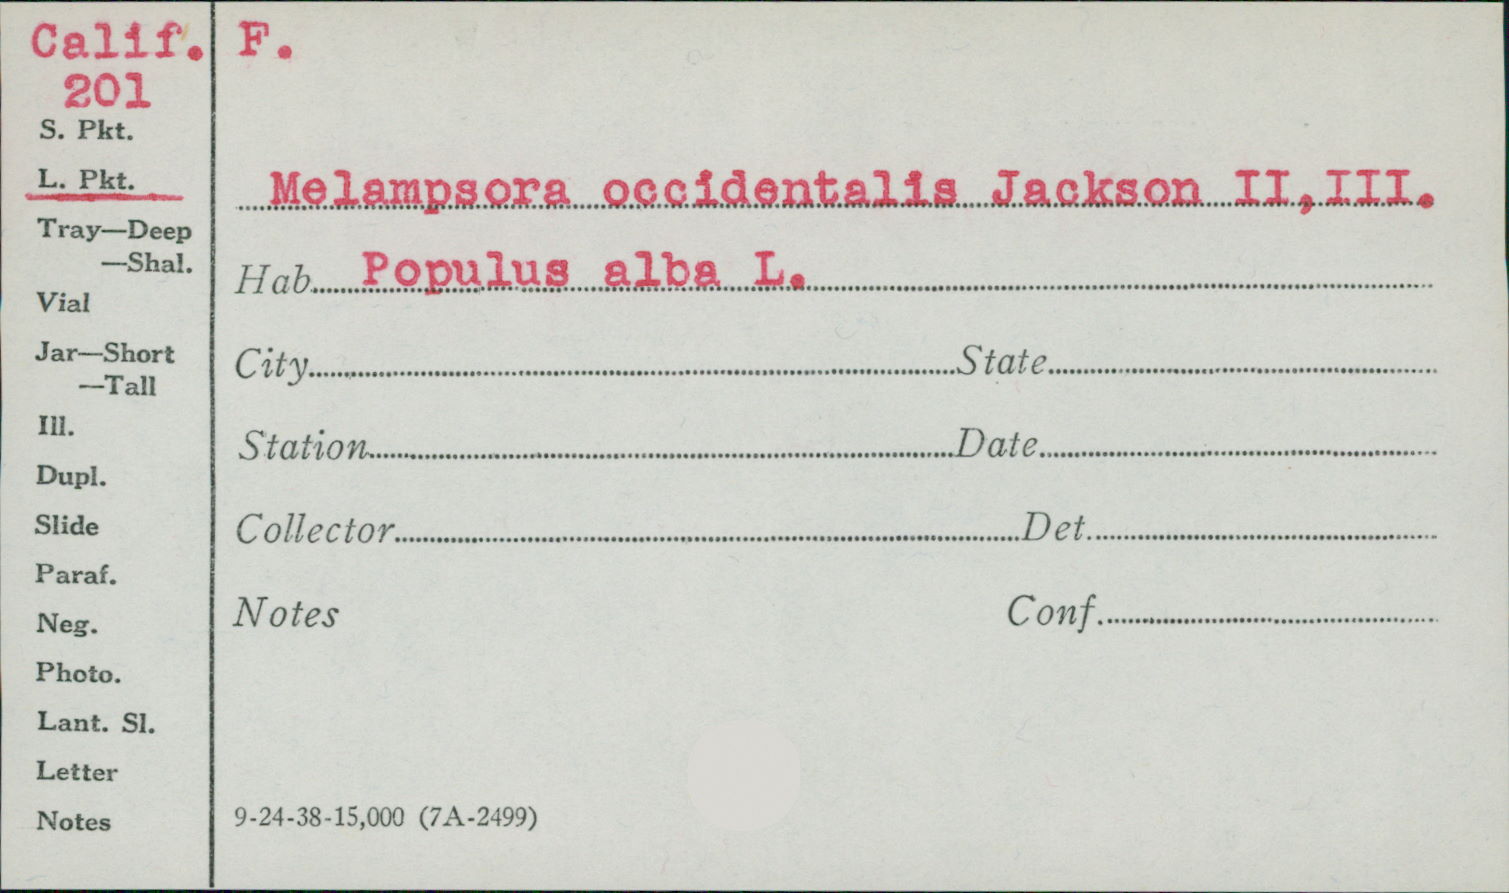 Calif. F.
201
S. Pkt.
L. Pkt.
Melampsora occidentalis Jackson II,III.
Tray—Deep
—Shal.
Hab. Populus alba L.
Vial
Jar—Short
—Tall
City State
Ill.
Station Date
Dupl.
Slide
Collector Det.
Paraf.
Neg.
Notes Conf.
Photo.
Lant. Sl.
Letter
Notes
9-24-38-15,000 (7A-2499)